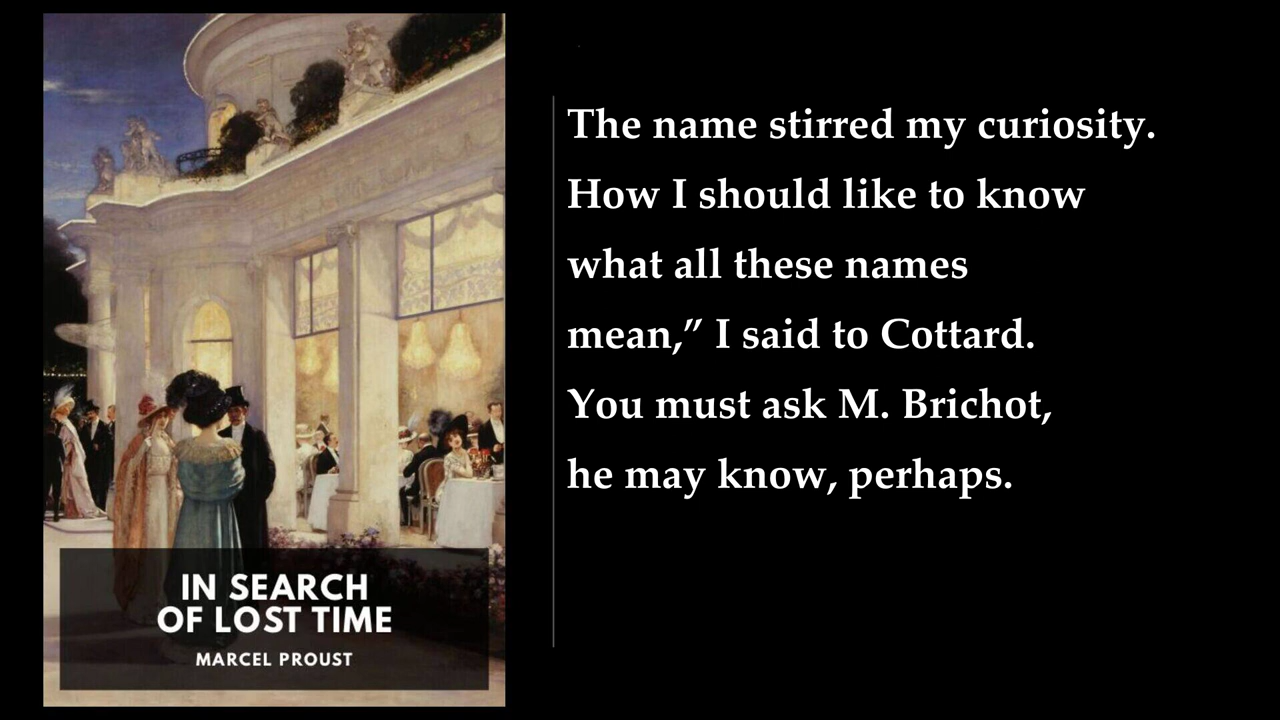 The name stirred my curiosity.
How I should like to know
what all these names
mean,” I said to Cottard.
You must ask M. Brichot,
he may know, perhaps.
IN SEARCH
OF LOST TIME
MARCEL PROUST